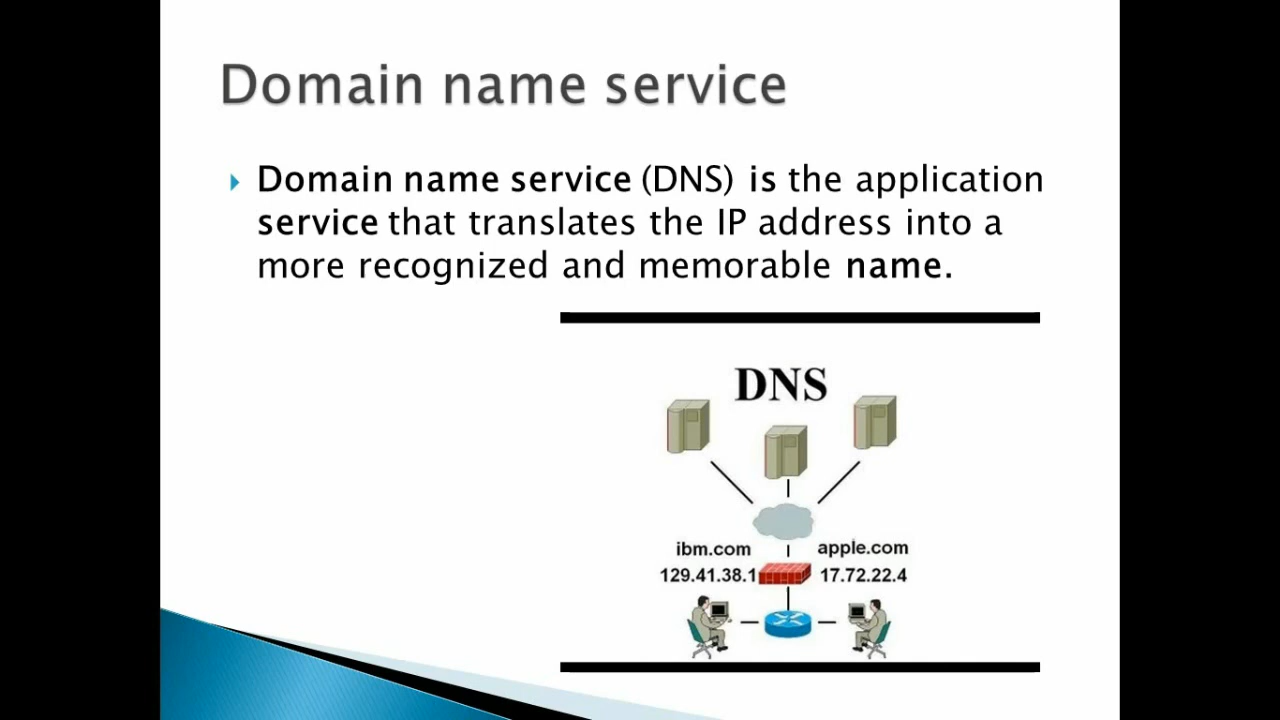 Domain name service
Domain name service (DNS) is the application
service that translates the IP address into a
more recognized and memorable name.
DNS
ibm.com apple.com
129.41.38.1 17.72.22.4